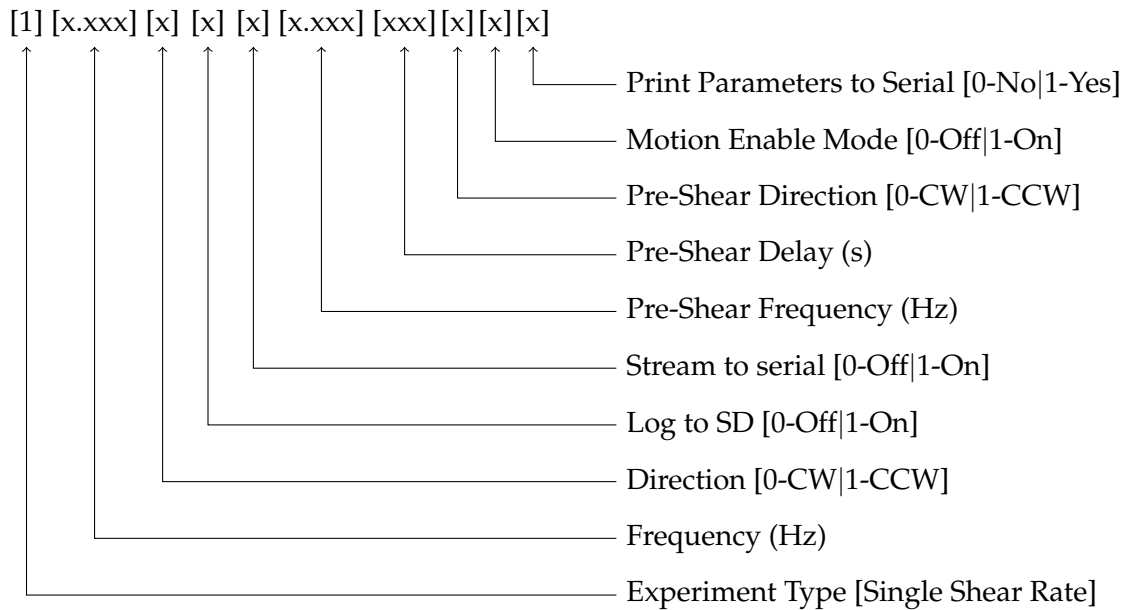 [1] [x.xxx] [x] [x] [x] [x.xxx] [xxx] [x] [x] [x]
Print Parameters to Serial [0-No|1-Yes]
Motion Enable Mode [0-Off|1-On]
Pre-Shear Direction [0-CW|1-CCW]
Pre-Shear Delay (s)
Pre-Shear Frequency (Hz)
Stream to serial [0-Off|1-On]
Log to SD [0-Off|1-On]
Direction [0-CW|1-CCW]
Frequency (Hz)
Experiment Type [Single Shear Rate]